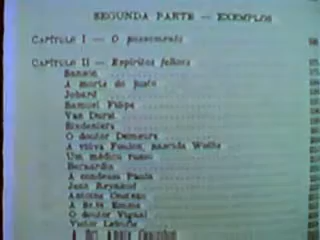 SEGUNDA PARTE — EXEMPLOS
CAPÍTULO I — O passamento
CAPÍTULO II — Espíritos felizes
Sanson
A morte do justo
Jobard
Samuel Filipe
Van Durst
Sixdeniers
O doutor Demeure
A viúva Foulon, nascida Wollis
Um médico russo
Bernardin
A condessa Paula
Jean Reynaud
Antoine Costeau
A Srta. Emma
O doutor Vignal
Victor Lebufle